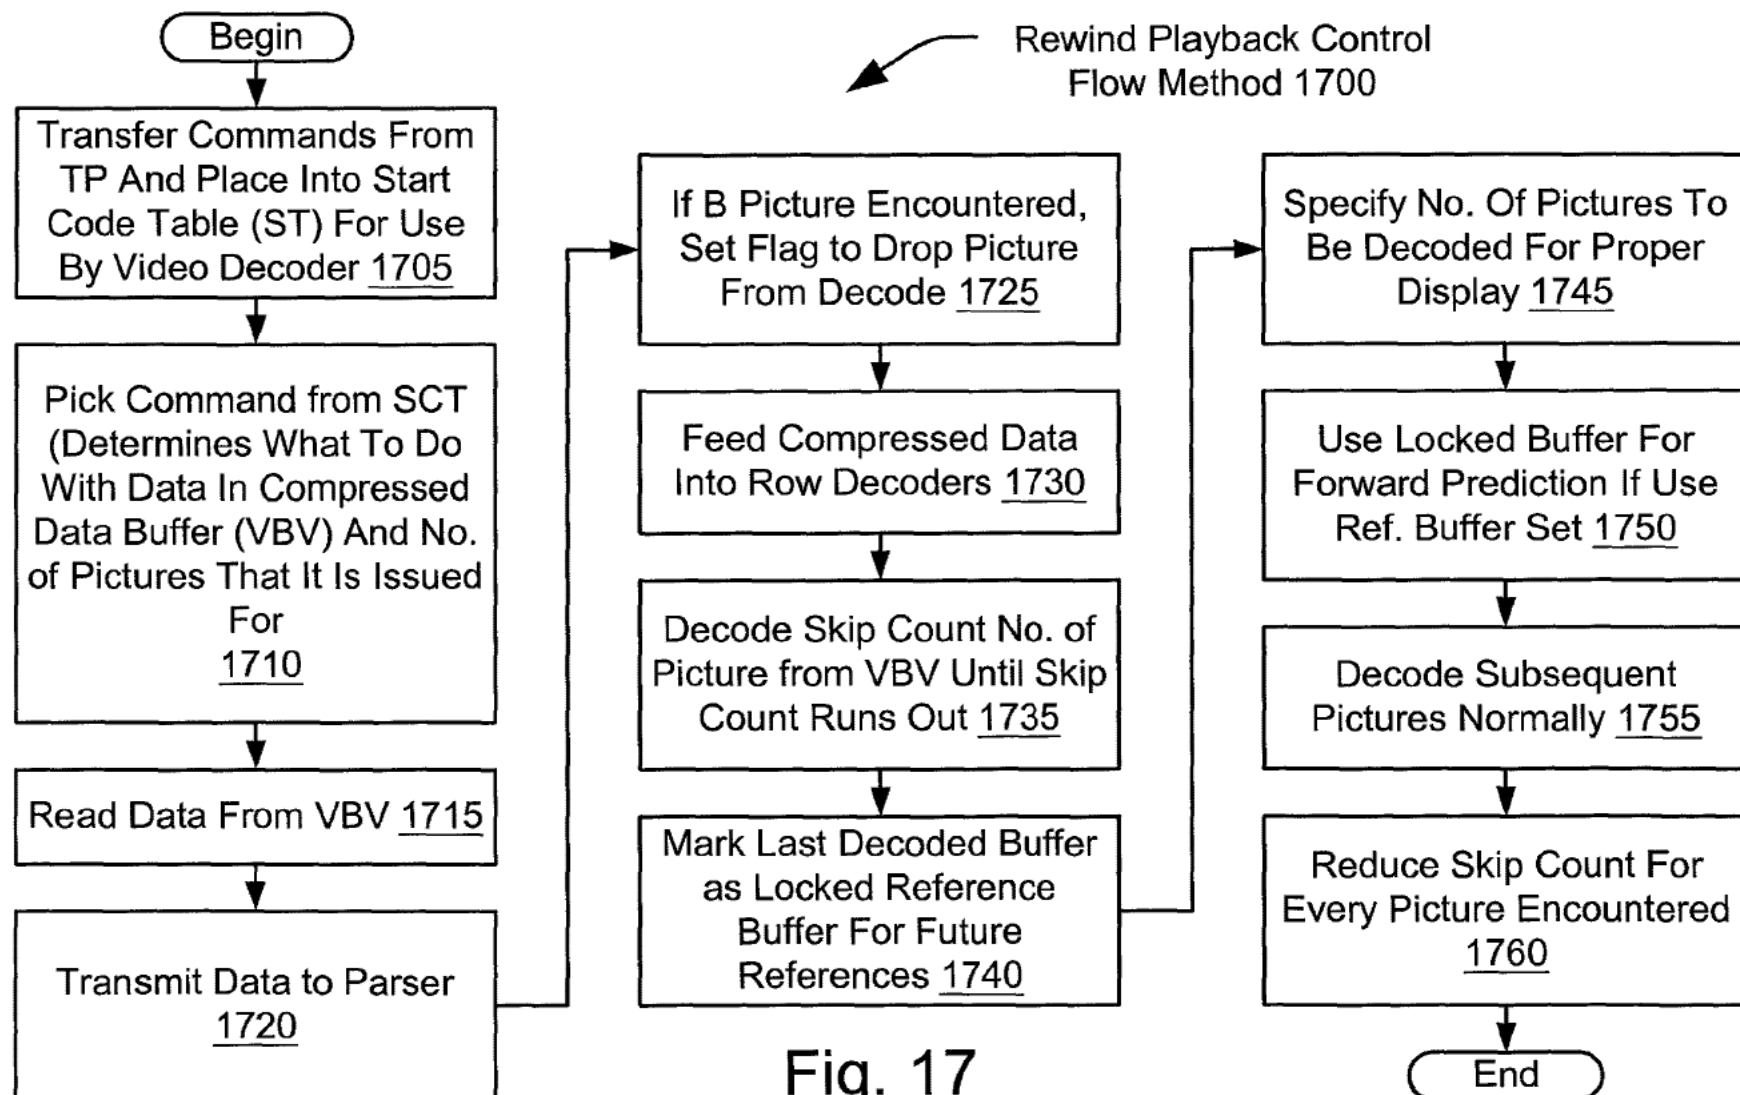 Begin
Rewind Playback Control
Flow Method 1700
Transfer Commands From
TP And Place Into Start
Code Table (ST) For Use
By Video Decoder 1705
Pick Command from SCT
(Determines What To Do
With Data In Compressed
Data Buffer (VBV) And No.
of Pictures That It Is Issued
For
1710
Read Data From VBV 1715
Transmit Data to Parser
1720
If B Picture Encountered,
Set Flag to Drop Picture
From Decode 1725
Feed Compressed Data
Into Row Decoders 1730
Decode Skip Count No. of
Picture from VBV Until Skip
Count Runs Out 1735
Mark Last Decoded Buffer
as Locked Reference
Buffer For Future
References 1740
Specify No. Of Pictures To
Be Decoded For Proper
Display 1745
Use Locked Buffer For
Forward Prediction If Use
Ref. Buffer Set 1750
Decode Subsequent
Pictures Normally 1755
Reduce Skip Count For
Every Picture Encountered
1760
End
Fig. 17